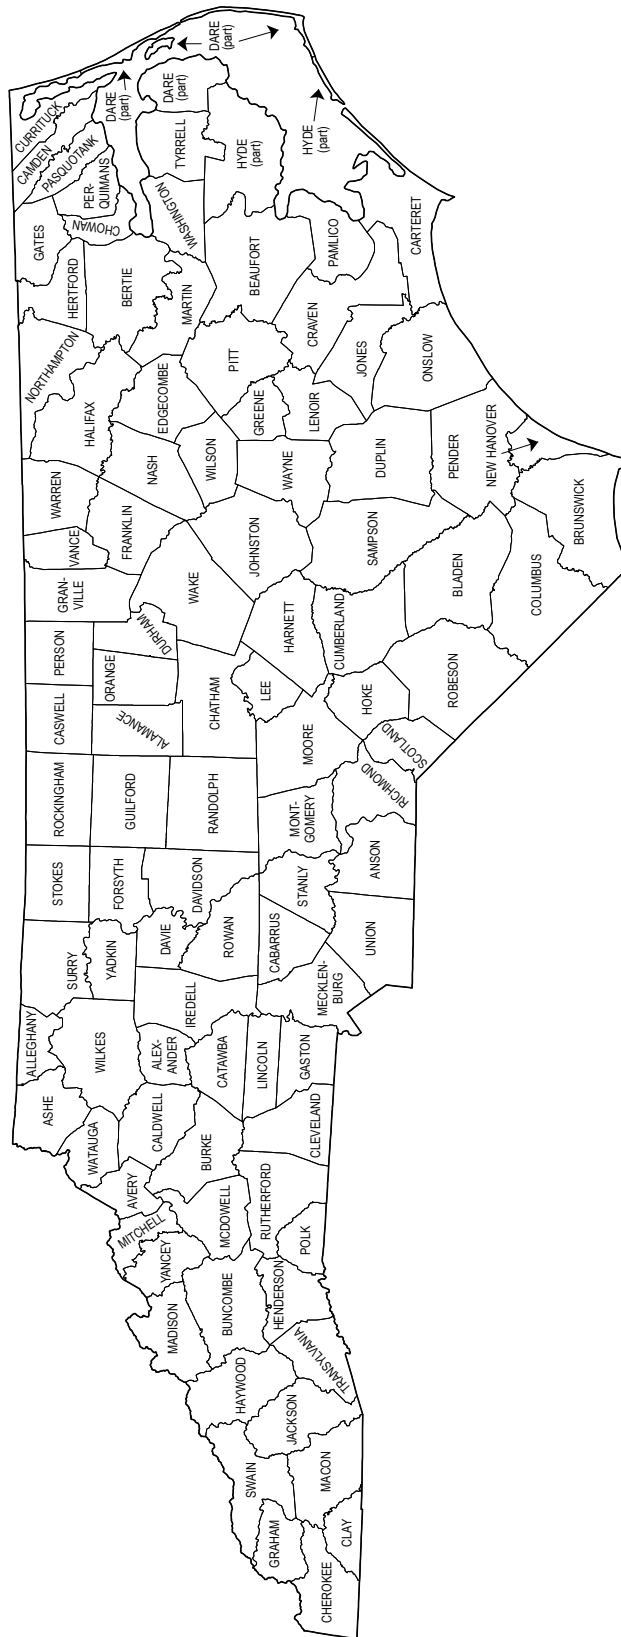 CHEROKEE
GRAHAM
CLAY
SWAIN
MACON
JACKSON
HAYWOOD
TRANSYLVANIA
MADISON
BUNCOMBE
HENDERSON
YANCEY
MITCHELL
AVERY
MCDOWELL
RUTHERFORD
POLK
ASHE
WATAUGA
CALDWELL
BURKE
CLEVELAND
ALLEGHANY
WILKES
ALEX-
ANDER
CATAWBA
LINCOLN
GASTON
SURRY
YADKIN
IREDELL
DAVIE
ROWAN
CABARRUS
MECKLEN-
BURG
UNION
STOKES
FORSYTH
DAVIDSON
STANLY
ANSON
ROCKINGHAM
GUILFORD
RANDOLPH
MONT-
GOMERY
RICHMOND
CASWELL
ALAMANCE
CHATHAM
MOORE
SCOTLAND
PERSON
ORANGE
DURHAM
LEE
HOKE
ROBESON
GRAN-
VILLE
VANCE
WAKE
HARNETT
CUMBERLAND
BLADEN
COLUMBUS
WARREN
FRANKLIN
JOHNSTON
SAMPSON
BRUNSWICK
NORTHAMPTON
HALIFAX
NASH
WILSON
WAYNE
DUPLIN
PENDER
NEW HANOVER
EDGECOMBE
GREENE
LENOIR
PITT
JONES
ONSLOW
HERTFORD
BERTIE
MARTIN
BEAUFORT
CRAVEN
PAMLICO
CARTERET
GATES
CHOWAN
PER-
QUIMANS
PASQUOTANK
CAMDEN
CURRITUCK
WASHINGTON
TYRRELL
HYDE
(part)
HYDE
(part)
DARE
(part)
DARE
(part)
DARE
(part)